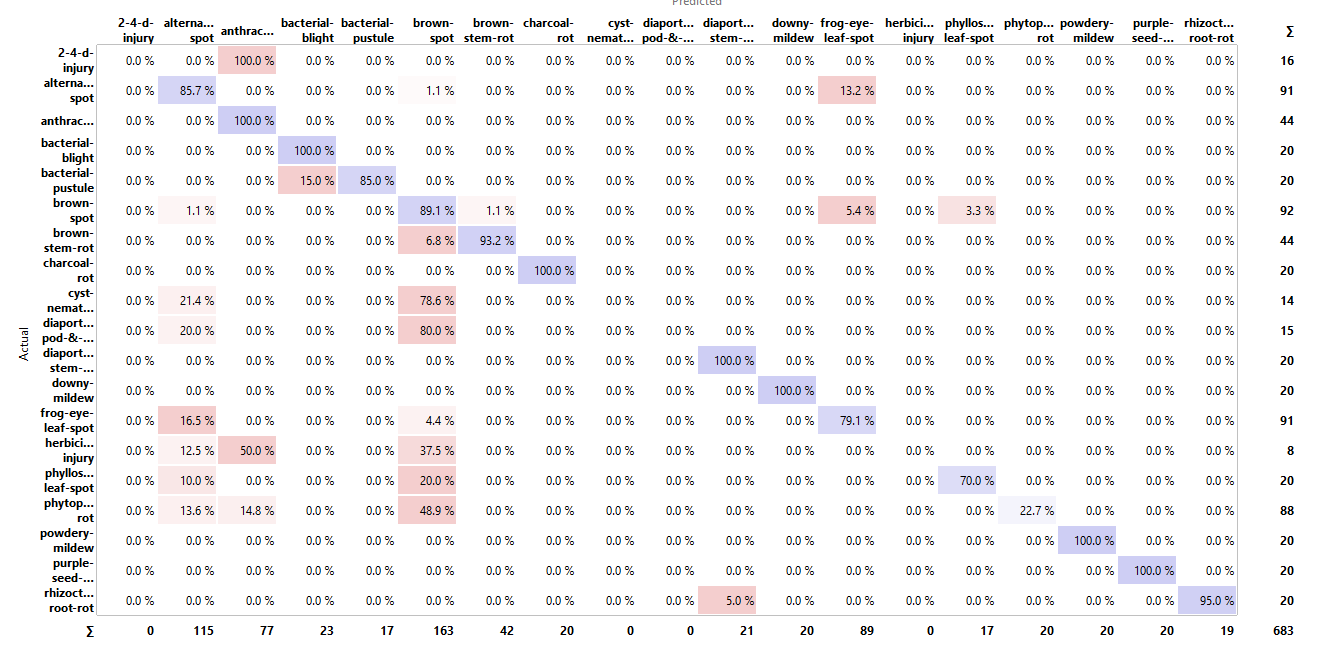 Predicted
2-4-d-injury alterna... spot anthrac... bacterial-blight bacterial-pustule brown-spot brown-stem-rot charcoal-rot cyst-nemat... diaport... pod-&-... diaport... stem-... downy-mildew frog-eye-leaf-spot herbici... injury phyllos... leaf-spot phytop... rot powdery-mildew purple-seed-... rhizoct... root-rot Σ
2-4-d-injury 0.0 % 0.0 % 100.0 % 0.0 % 0.0 % 0.0 % 0.0 % 0.0 % 0.0 % 0.0 % 0.0 % 0.0 % 0.0 % 0.0 % 0.0 % 0.0 % 0.0 % 0.0 % 0.0 % 16
alterna... spot 0.0 % 85.7 % 0.0 % 0.0 % 0.0 % 1.1 % 0.0 % 0.0 % 0.0 % 0.0 % 0.0 % 0.0 % 13.2 % 0.0 % 0.0 % 0.0 % 0.0 % 0.0 % 0.0 % 91
anthrac... 0.0 % 0.0 % 100.0 % 0.0 % 0.0 % 0.0 % 0.0 % 0.0 % 0.0 % 0.0 % 0.0 % 0.0 % 0.0 % 0.0 % 0.0 % 0.0 % 0.0 % 0.0 % 0.0 % 44
bacterial-blight 0.0 % 0.0 % 0.0 % 100.0 % 0.0 % 0.0 % 0.0 % 0.0 % 0.0 % 0.0 % 0.0 % 0.0 % 0.0 % 0.0 % 0.0 % 0.0 % 0.0 % 0.0 % 0.0 % 20
bacterial-pustule 0.0 % 0.0 % 0.0 % 15.0 % 85.0 % 0.0 % 0.0 % 0.0 % 0.0 % 0.0 % 0.0 % 0.0 % 0.0 % 0.0 % 0.0 % 0.0 % 0.0 % 0.0 % 0.0 % 20
brown-spot 0.0 % 1.1 % 0.0 % 0.0 % 0.0 % 89.1 % 1.1 % 0.0 % 0.0 % 0.0 % 0.0 % 0.0 % 5.4 % 0.0 % 3.3 % 0.0 % 0.0 % 0.0 % 0.0 % 92
brown-stem-rot 0.0 % 0.0 % 0.0 % 0.0 % 0.0 % 6.8 % 93.2 % 0.0 % 0.0 % 0.0 % 0.0 % 0.0 % 0.0 % 0.0 % 0.0 % 0.0 % 0.0 % 0.0 % 0.0 % 44
charcoal-rot 0.0 % 0.0 % 0.0 % 0.0 % 0.0 % 0.0 % 0.0 % 100.0 % 0.0 % 0.0 % 0.0 % 0.0 % 0.0 % 0.0 % 0.0 % 0.0 % 0.0 % 0.0 % 0.0 % 20
cyst-nemat... 0.0 % 21.4 % 0.0 % 0.0 % 0.0 % 78.6 % 0.0 % 0.0 % 0.0 % 0.0 % 0.0 % 0.0 % 0.0 % 0.0 % 0.0 % 0.0 % 0.0 % 0.0 % 0.0 % 14
diaport... pod-&-... 0.0 % 20.0 % 0.0 % 0.0 % 0.0 % 80.0 % 0.0 % 0.0 % 0.0 % 0.0 % 0.0 % 0.0 % 0.0 % 0.0 % 0.0 % 0.0 % 0.0 % 0.0 % 0.0 % 15
Actual
diaport... stem-... 0.0 % 0.0 % 0.0 % 0.0 % 0.0 % 0.0 % 0.0 % 0.0 % 0.0 % 0.0 % 100.0 % 0.0 % 0.0 % 0.0 % 0.0 % 0.0 % 0.0 % 0.0 % 0.0 % 20
downy-mildew 0.0 % 0.0 % 0.0 % 0.0 % 0.0 % 0.0 % 0.0 % 0.0 % 0.0 % 0.0 % 0.0 % 100.0 % 0.0 % 0.0 % 0.0 % 0.0 % 0.0 % 0.0 % 0.0 % 20
frog-eye-leaf-spot 0.0 % 16.5 % 0.0 % 0.0 % 0.0 % 4.4 % 0.0 % 0.0 % 0.0 % 0.0 % 0.0 % 0.0 % 79.1 % 0.0 % 0.0 % 0.0 % 0.0 % 0.0 % 0.0 % 91
herbici... injury 0.0 % 12.5 % 50.0 % 0.0 % 0.0 % 37.5 % 0.0 % 0.0 % 0.0 % 0.0 % 0.0 % 0.0 % 0.0 % 0.0 % 0.0 % 0.0 % 0.0 % 0.0 % 0.0 % 8
phyllos... leaf-spot 0.0 % 10.0 % 0.0 % 0.0 % 0.0 % 20.0 % 0.0 % 0.0 % 0.0 % 0.0 % 0.0 % 0.0 % 0.0 % 0.0 % 70.0 % 0.0 % 0.0 % 0.0 % 0.0 % 20
phytop... rot 0.0 % 13.6 % 14.8 % 0.0 % 0.0 % 48.9 % 0.0 % 0.0 % 0.0 % 0.0 % 0.0 % 0.0 % 0.0 % 0.0 % 0.0 % 22.7 % 0.0 % 0.0 % 0.0 % 88
powdery-mildew 0.0 % 0.0 % 0.0 % 0.0 % 0.0 % 0.0 % 0.0 % 0.0 % 0.0 % 0.0 % 0.0 % 0.0 % 0.0 % 0.0 % 0.0 % 0.0 % 100.0 % 0.0 % 0.0 % 20
purple-seed-... 0.0 % 0.0 % 0.0 % 0.0 % 0.0 % 0.0 % 0.0 % 0.0 % 0.0 % 0.0 % 0.0 % 0.0 % 0.0 % 0.0 % 0.0 % 0.0 % 0.0 % 100.0 % 0.0 % 20
rhizoct... root-rot 0.0 % 0.0 % 0.0 % 0.0 % 0.0 % 0.0 % 0.0 % 0.0 % 0.0 % 0.0 % 5.0 % 0.0 % 0.0 % 0.0 % 0.0 % 0.0 % 0.0 % 0.0 % 95.0 % 20
Σ 0 115 77 23 17 163 42 20 0 0 21 20 89 0 17 20 20 20 19 683